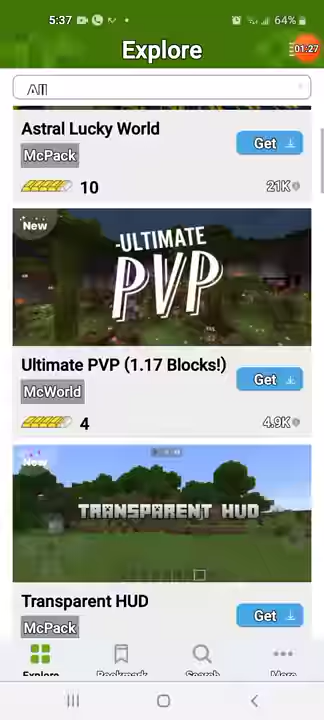 5:37
64%
Explore
01:27
All
Astral Lucky World
Get
McPack
10
21K
New
-ULTIMATE
PVP
Ultimate PVP (1.17 Blocks!)
Get
McWorld
4
4.9K
New
TRANSPARENT HUD
Transparent HUD
Get
McPack
Explore
Bookmark
Search
More